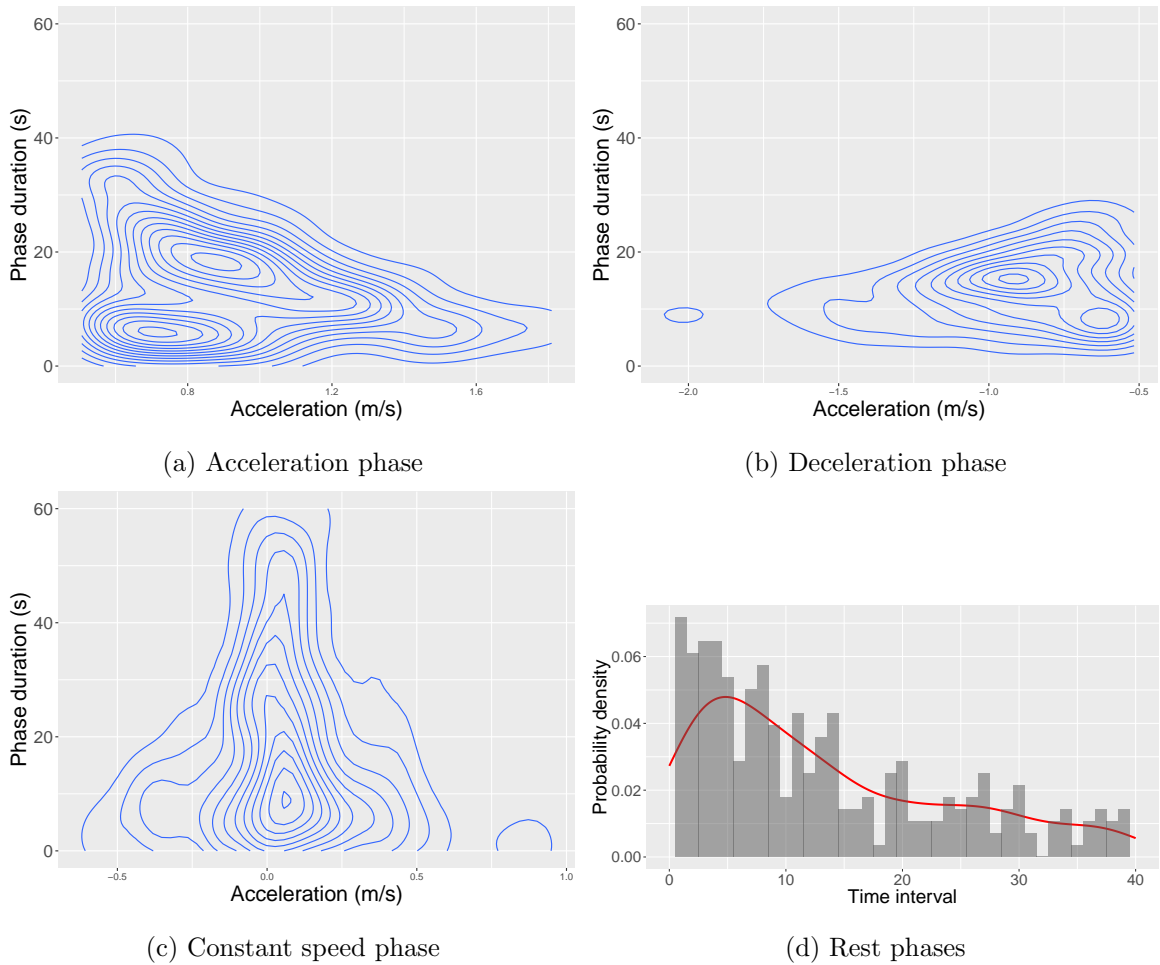 60
40
20
0
Phase duration (s)
0.8
1.2
1.6
Acceleration (m/s)
(a) Acceleration phase
60
40
20
0
Phase duration (s)
−2.0
−1.5
−1.0
−0.5
Acceleration (m/s)
(b) Deceleration phase
60
40
20
0
Phase duration (s)
−0.5
0.0
0.5
1.0
Acceleration (m/s)
(c) Constant speed phase
0.06
0.04
0.02
0.00
Probability density
0
10
20
30
40
Time interval
(d) Rest phases